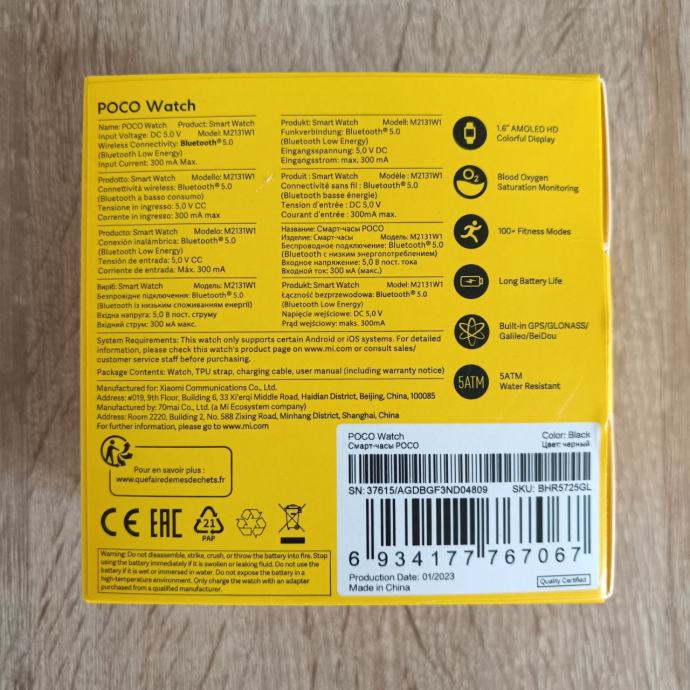 POCO Watch
Name: POCO Watch Product: Smart Watch
Input Voltage: DC 5.0 V Model: M2131W1
Wireless Connectivity: Bluetooth® 5.0
(Bluetooth Low Energy)
Input Current: 300 mA Max.
Prodotto: Smart Watch Modello: M2131W1
Connettività wireless: Bluetooth® 5.0
(Bluetooth a basso consumo)
Tensione in ingresso: 5,0 V CC
Corrente in ingresso: 300 mA max
Producto: Smart Watch Modelo: M2131W1
Conexión inalámbrica: Bluetooth® 5.0
(Bluetooth Low Energy)
Tensión de entrada: 5,0 V CC
Corriente de entrada: Máx. 300 mA
Виріб: Smart Watch Модель: M2131W1
Безпровідне підключення: Bluetooth® 5.0
(Bluetooth із низьким споживанням енергії)
Вхідна напруга: 5,0 В пост. струму
Вхідний струм: 300 мА макс.
Produkt: Smart Watch Modell: M2131W1
Funkverbindung: Bluetooth® 5.0
(Bluetooth Low Energy)
Eingangsspannung: 5,0 V DC
Eingangsstrom: max. 300 mA
Produit : Smart Watch Modèle: M2131W1
Connectivité sans fil : Bluetooth® 5.0
(Bluetooth basse énergie)
Tension d'entrée : DC 5,0 V
Courant d'entrée : 300mA max.
Название: Смарт-часы POCO
Изделие: Смарт-часы Модель: M2131W1
Беспроводное подключение: Bluetooth® 5.0
(Bluetooth с низким энергопотреблением)
Входное напряжение: 5,0 В пост. тока
Входной ток: 300 мА (макс.)
Produkt: Smart Watch Model: M2131W1
Łączność bezprzewodowa: Bluetooth® 5.0
(Bluetooth Low Energy)
Napięcie wejściowe: DC 5,0 V
Prąd wejściowy: maks. 300mA
1.6" AMOLED HD
Colorful Display
O2
Blood Oxygen
Saturation Monitoring
100+ Fitness Modes
Long Battery Life
Built-in GPS/GLONASS/
Galileo/BeiDou
5ATM
5ATM
Water Resistant
System Requirements: This watch only supports certain Android or iOS systems. For detailed
information, please check this watch's product page on www.mi.com or consult sales/
customer service staff before purchasing.
Package Contents: Watch, TPU strap, charging cable, user manual (including warranty notice)
Manufactured for: Xiaomi Communications Co., Ltd.
Address: #019, 9th Floor, Building 6, 33 Xi'erqi Middle Road, Haidian District, Beijing, China, 100085
Manufactured by: 70mai Co., Ltd. (a Mi Ecosystem company)
Address: Room 2220, Building 2, No. 588 Zixing Road, Minhang District, Shanghai, China
For further information, please go to www.mi.com
Pour en savoir plus :
www.quefairedemesdechets.fr
CE EAC 21
PAP
Warning: Do not disassemble, strike, crush, or throw the battery into fire. Stop
using the battery immediately if it is swollen or leaking fluid. Do not use the
battery if wet or immersed in water. Do not expose the battery in a
high-temperature environment. Only charge the watch with an adapter
purchased from a qualified manufacturer.
POCO Watch Color: Black
Смарт-часы POCO Цвет: черный
SN: 37615/AGDBGF3ND04809 SKU: BHR5725GL
6 934177 767067
Production Date: 01/2023
Made in China
Quality Certified